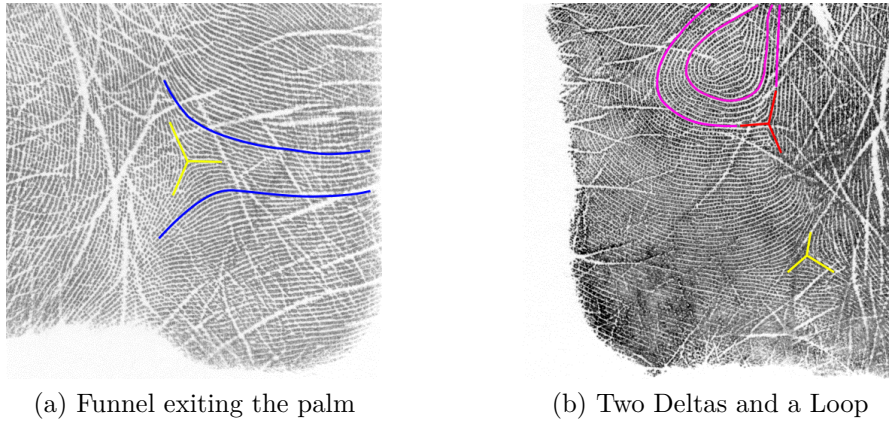 (a) Funnel exiting the palm
(b) Two Deltas and a Loop